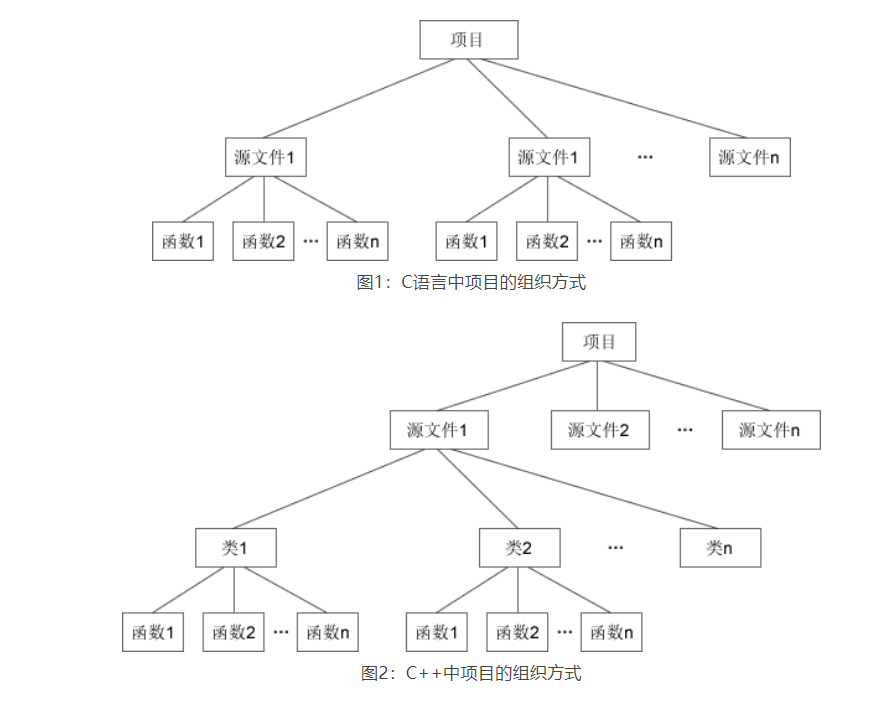 项目
源文件1 源文件1 ··· 源文件n
函数1 函数2 ··· 函数n 函数1 函数2 ··· 函数n
图1：C语言中项目的组织方式
项目
源文件1 源文件2 ··· 源文件n
类1 类2 ··· 类n
函数1 函数2 ··· 函数n 函数1 函数2 ··· 函数n
图2：C++中项目的组织方式